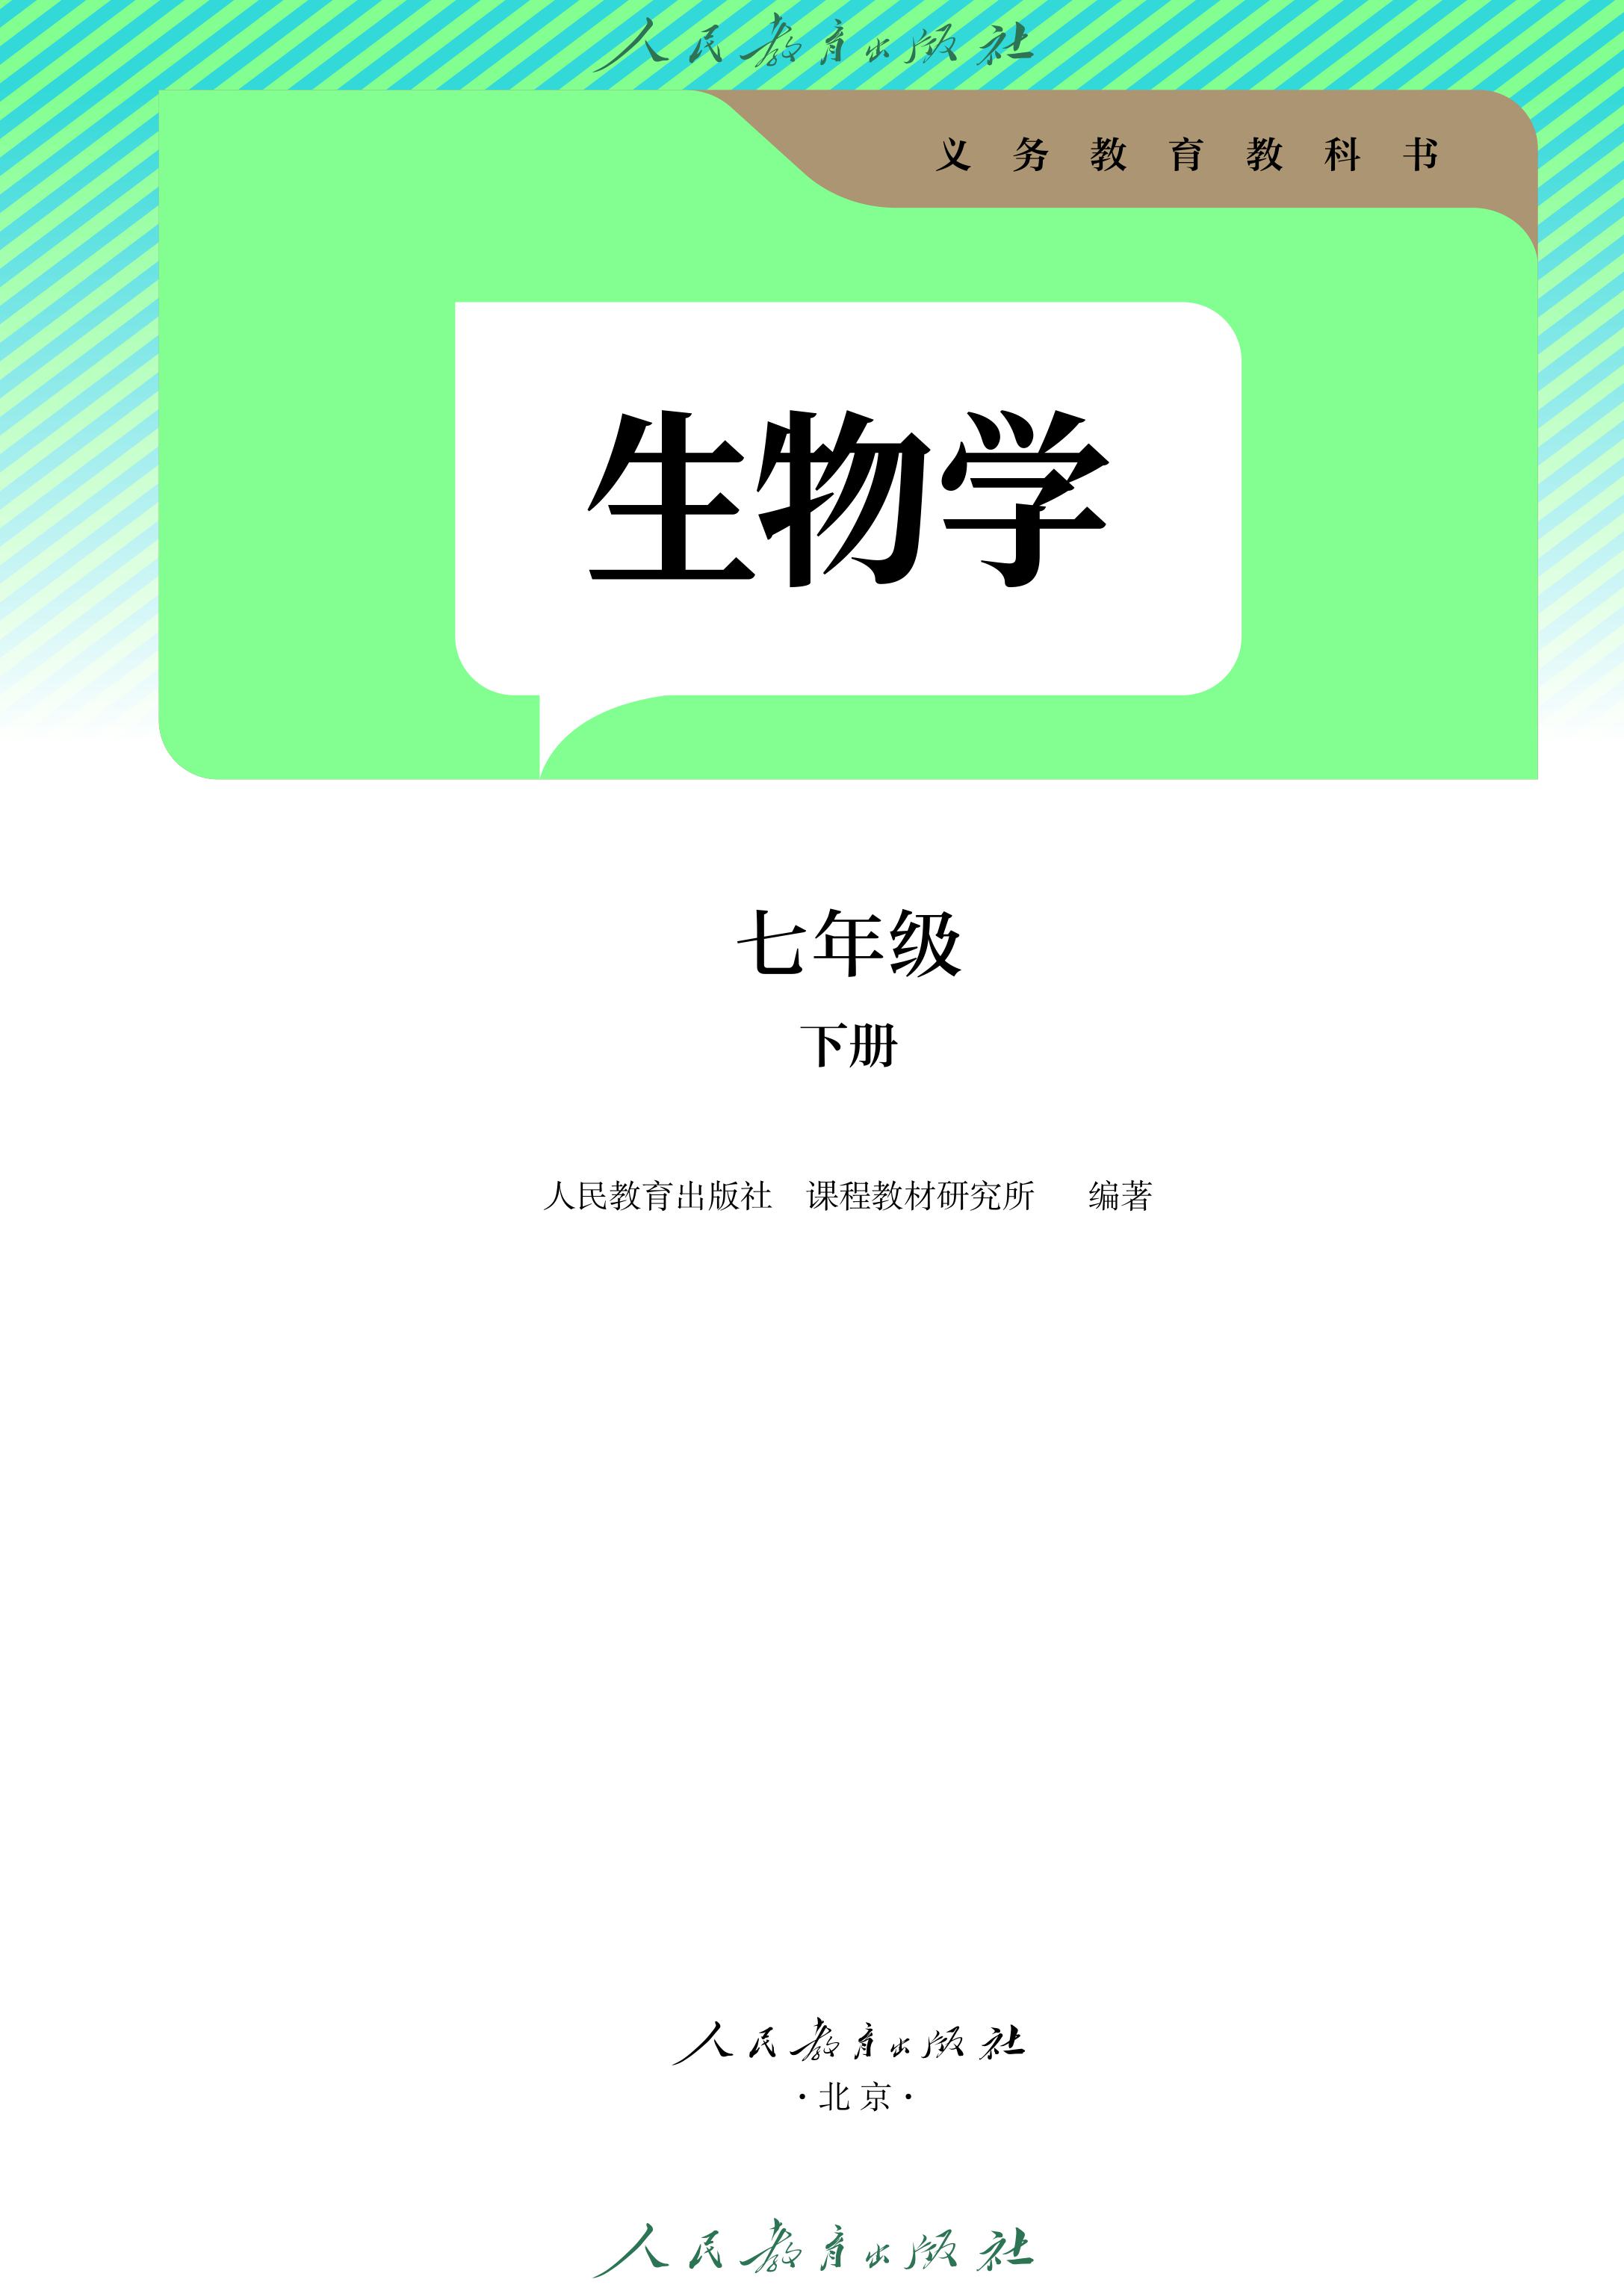 人民教育出版社
义务教育教科书
生物学
七年级
下册
人民教育出版社 课程教材研究所 编著
人民教育出版社
·北京·
人民教育出版社